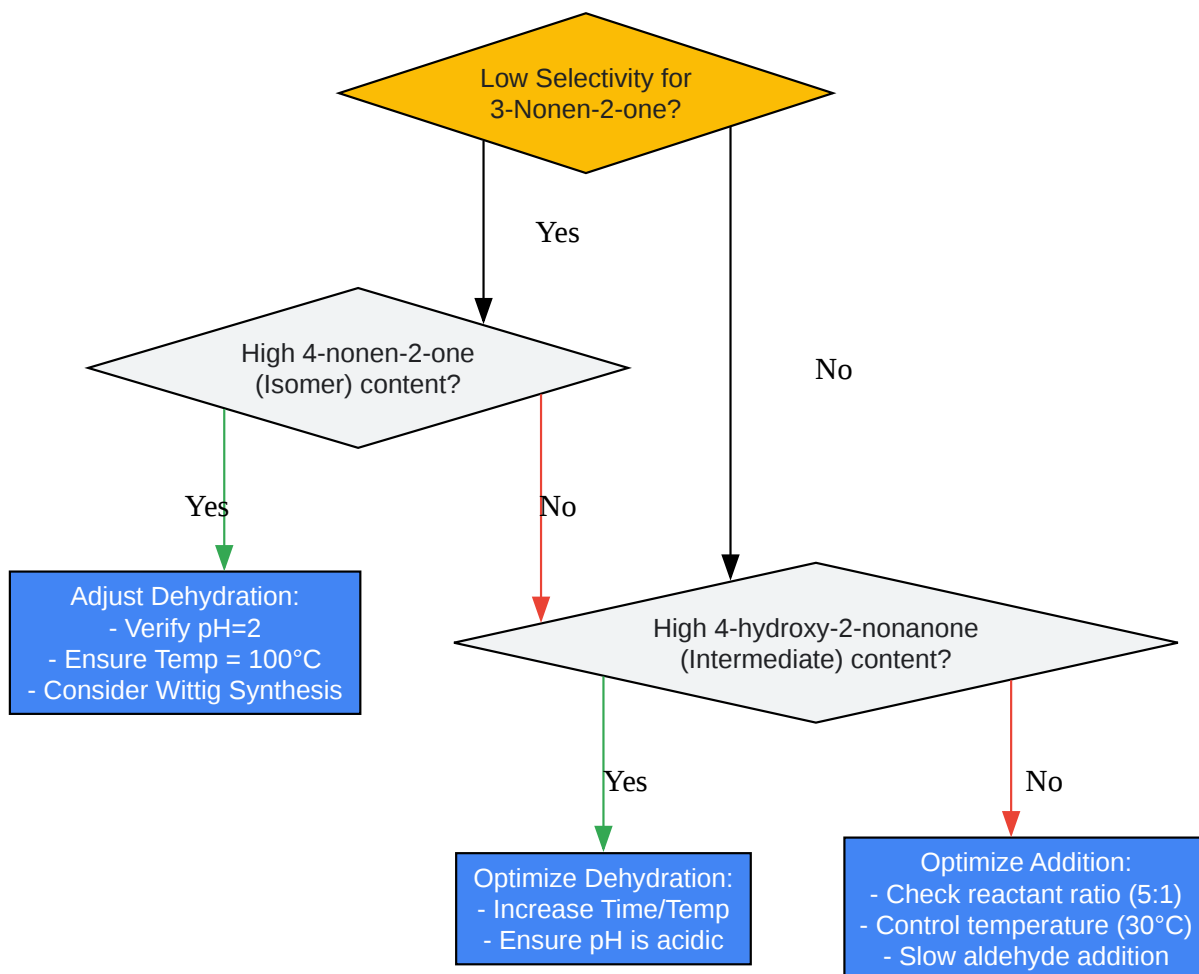 Low Selectivity for
3-Nonen-2-one?
Yes
No
High 4-nonen-2-one
(Isomer) content?
Yes
No
Adjust Dehydration:
- Verify pH=2
- Ensure Temp = 100°C
- Consider Wittig Synthesis
High 4-hydroxy-2-nonanone
(Intermediate) content?
Yes
No
Optimize Dehydration:
- Increase Time/Temp
- Ensure pH is acidic
Optimize Addition:
- Check reactant ratio (5:1)
- Control temperature (30°C)
- Slow aldehyde addition